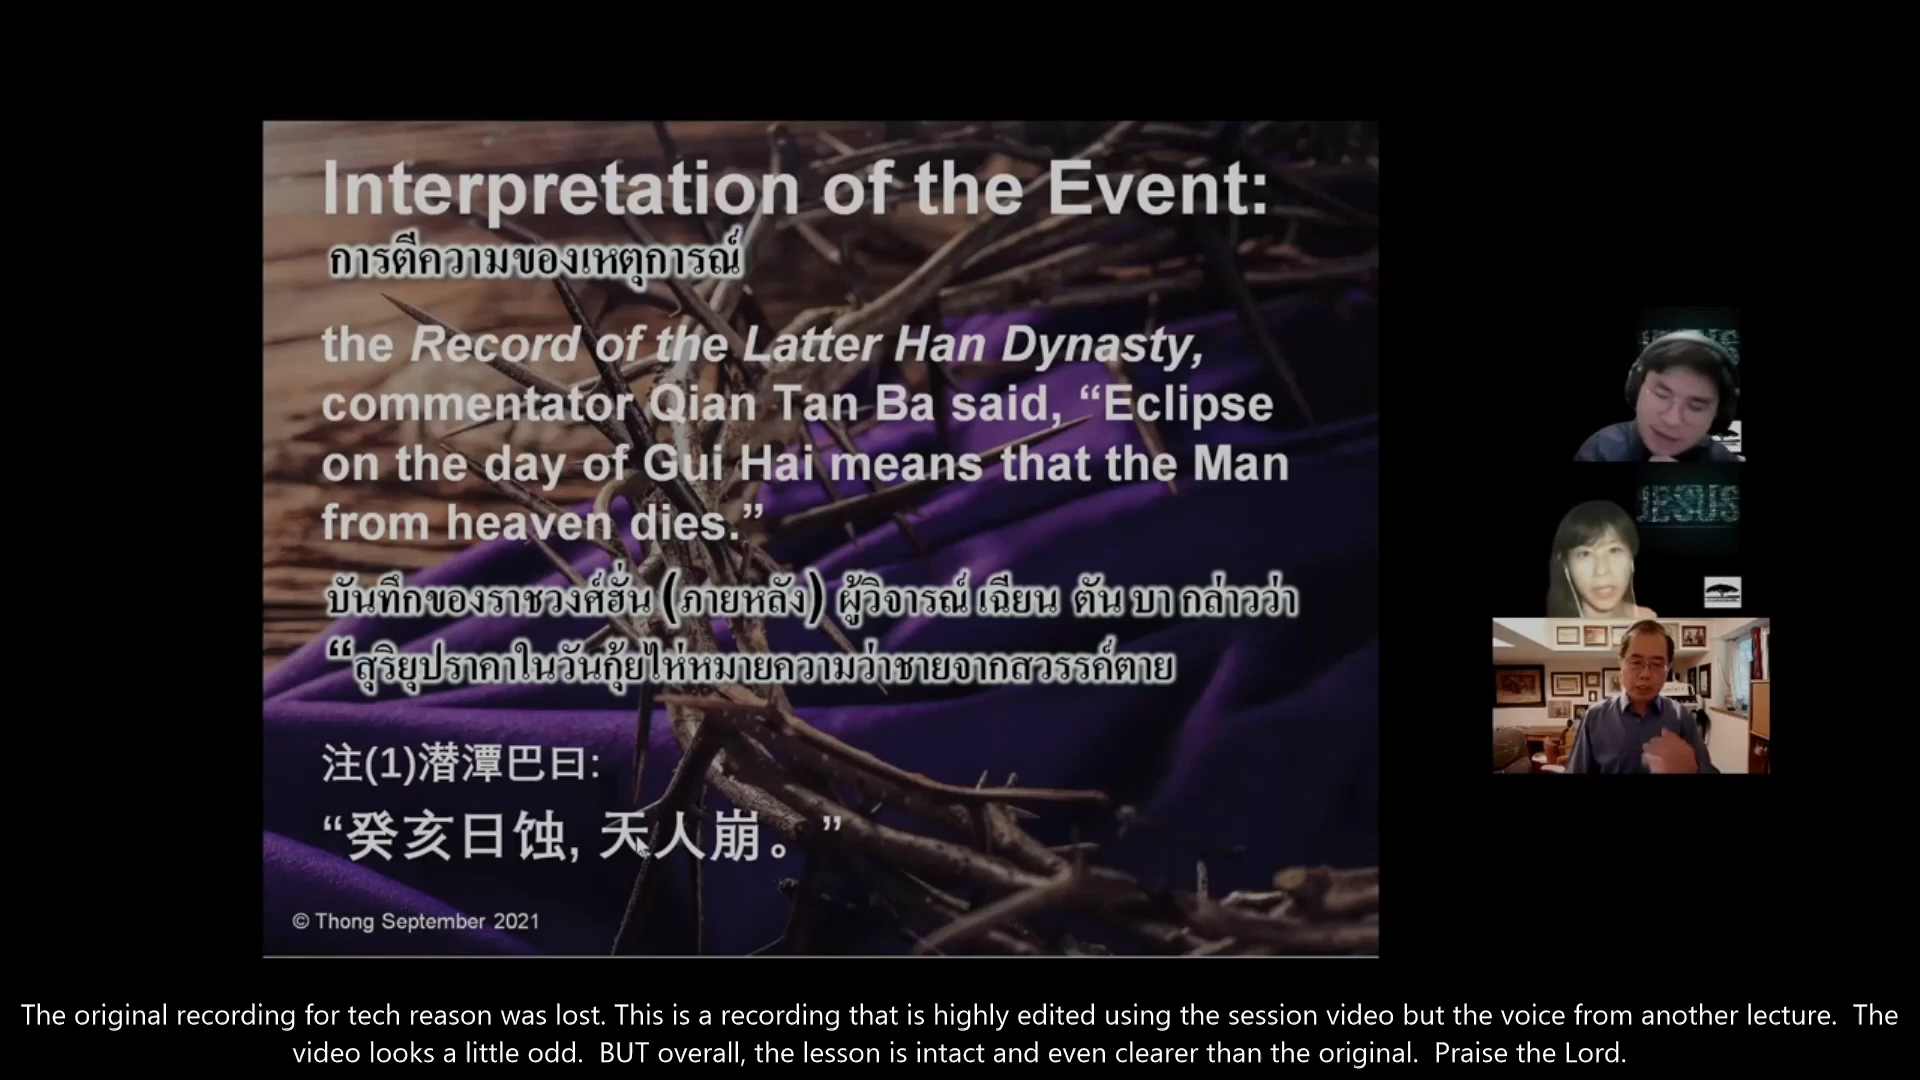 Interpretation of the Event:
การตีความของเหตุการณ์
the Record of the Latter Han Dynasty,
commentator Qian Tan Ba said, “Eclipse
on the day of Gui Hai means that the Man
from heaven dies.”
บันทึกของราชวงศ์ฮั่น (ภายหลัง) ผู้วิจารณ์ เฉียน ตัน บา กล่าวว่า
“สุริยุปราคาในวันกุ้ยไห่หมายความว่าชายจากสวรรค์ตาย
注(1)潜潭巴曰:
“癸亥日蚀, 天人崩。”
© Thong September 2021
JESUS
The original recording for tech reason was lost. This is a recording that is highly edited using the session video but the voice from another lecture.  The
video looks a little odd.  BUT overall, the lesson is intact and even clearer than the original.  Praise the Lord.